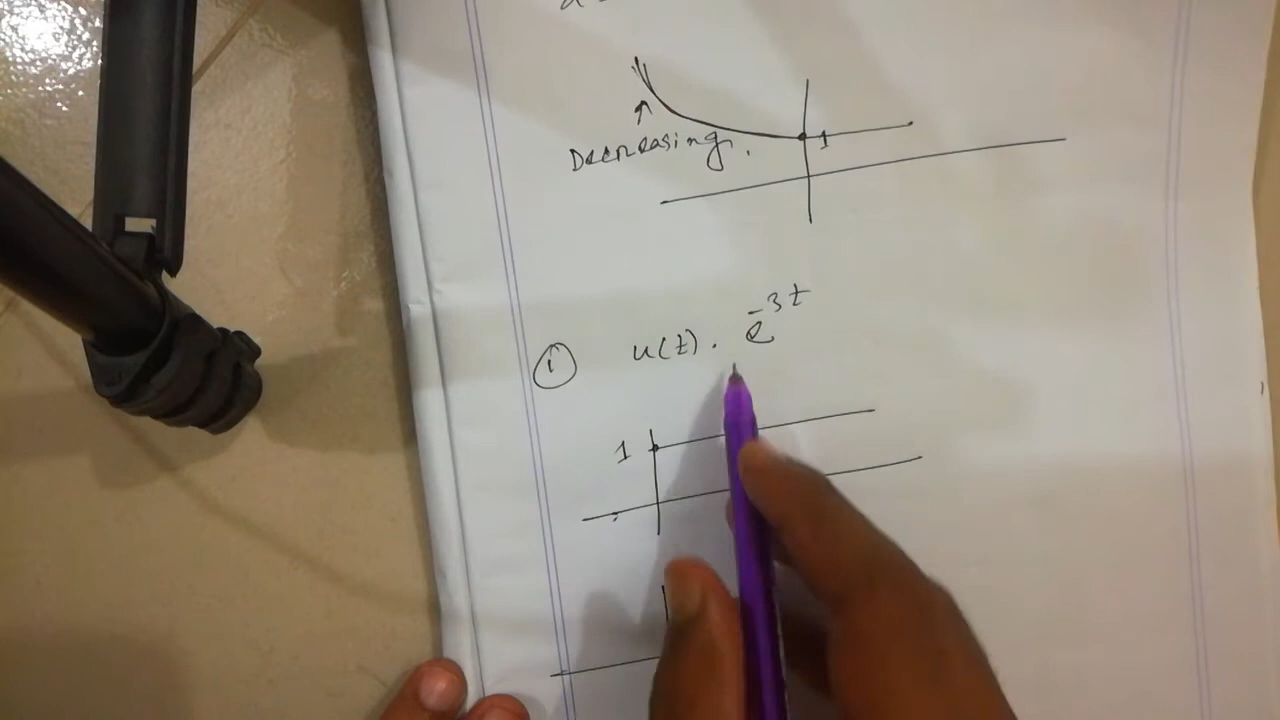 Decreasing.
1
i u(t). e^-3t
1